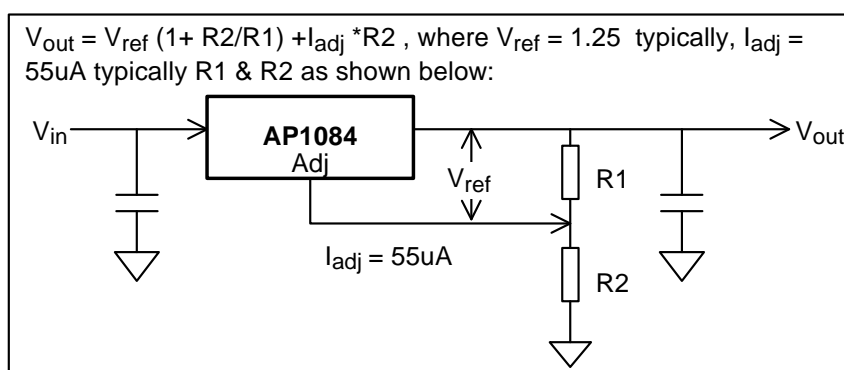 Vout = Vref (1+ R2/R1) +Iadj *R2 , where Vref = 1.25 typically, Iadj =
55uA typically R1 & R2 as shown below:
Vin
AP1084
Adj
Vout
Vref
R1
Iadj = 55uA
R2